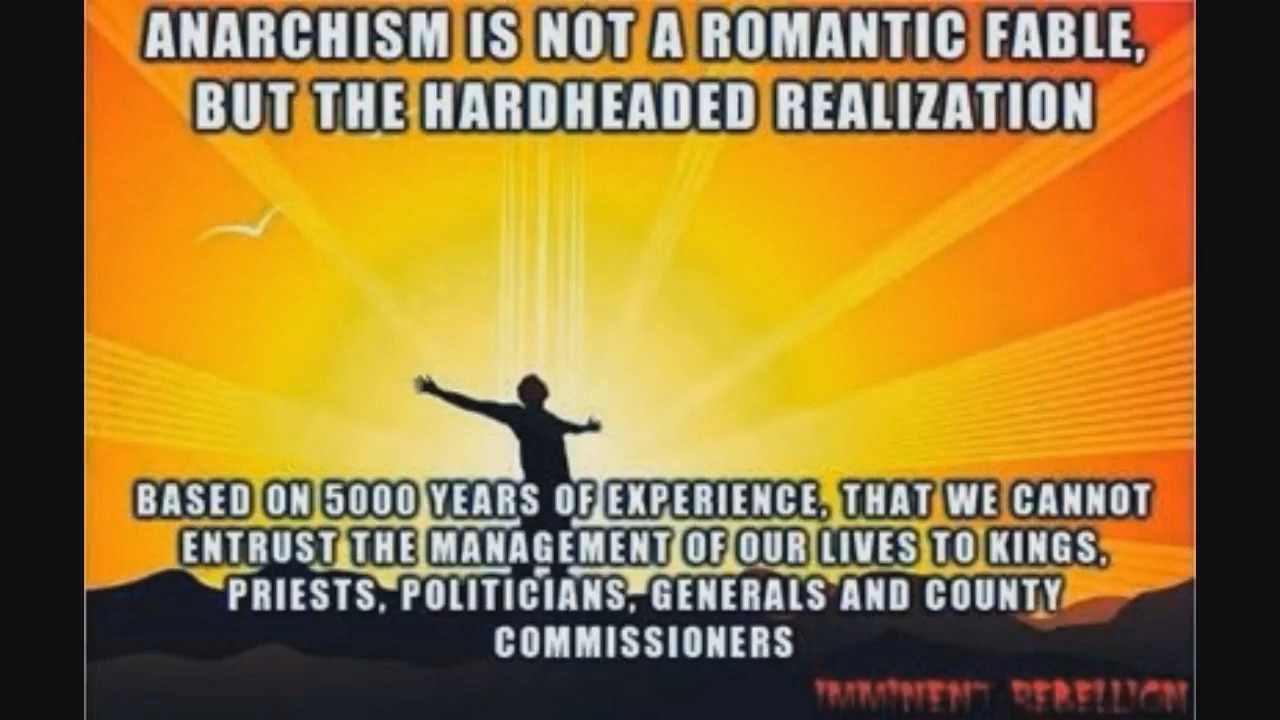 ANARCHISM IS NOT A ROMANTIC FABLE,
BUT THE HARDHEADED REALIZATION
BASED ON 5000 YEARS OF EXPERIENCE, THAT WE CANNOT
ENTRUST THE MANAGEMENT OF OUR LIVES TO KINGS,
PRIESTS, POLITICIANS, GENERALS AND COUNTY
COMMISSIONERS
IMMINENT REBELLION